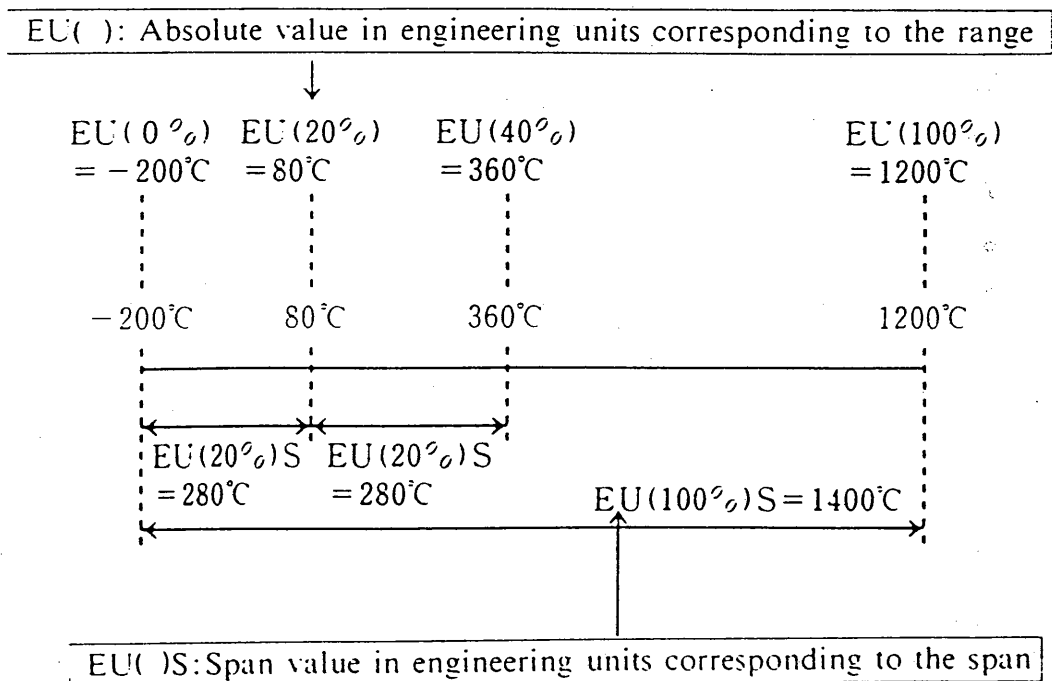 EU( ): Absolute value in engineering units corresponding to the range
EU(0%) EU(20%) EU(40%) EU(100%)
=−200℃ =80℃ =360℃ =1200℃
−200℃ 80℃ 360℃ 1200℃
EU(20%)S EU(20%)S
=280℃ =280℃
EU(100%)S=1400℃
EU( )S:Span value in engineering units corresponding to the span